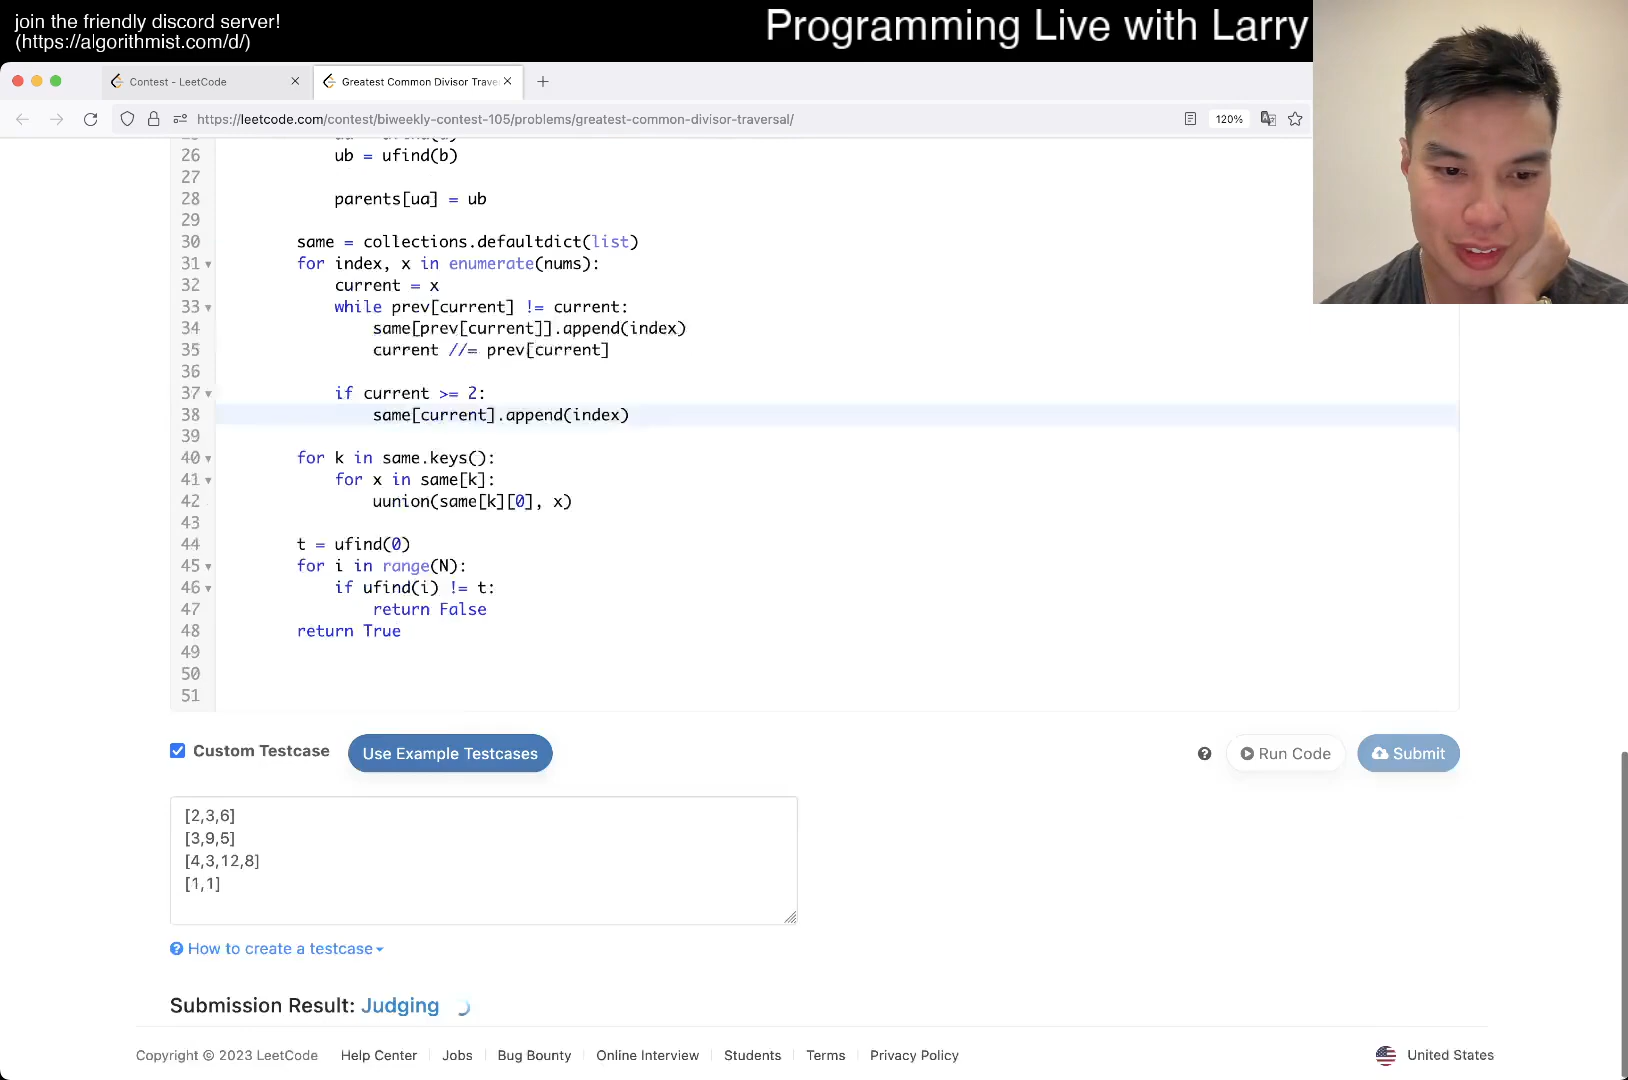 join the friendly discord server!
(https://algorithmist.com/d/)
Programming Live with Larry
Contest - LeetCode
Greatest Common Divisor Trave
https://leetcode.com/contest/biweekly-contest-105/problems/greatest-common-divisor-traversal/
120%
26 ub = ufind(b)
27
28 parents[ua] = ub
29
30 same = collections.defaultdict(list)
31 for index, x in enumerate(nums):
32 current = x
33 while prev[current] != current:
34 same[prev[current]].append(index)
35 current //= prev[current]
36
37 if current >= 2:
38 same[current].append(index)
39
40 for k in same.keys():
41 for x in same[k]:
42 uunion(same[k][0], x)
43
44 t = ufind(0)
45 for i in range(N):
46 if ufind(i) != t:
47 return False
48 return True
49
50
51
Custom Testcase
Use Example Testcases
Run Code
Submit
[2,3,6]
[3,9,5]
[4,3,12,8]
[1,1]
How to create a testcase
Submission Result: Judging
Copyright © 2023 LeetCode Help Center Jobs Bug Bounty Online Interview Students Terms Privacy Policy United States